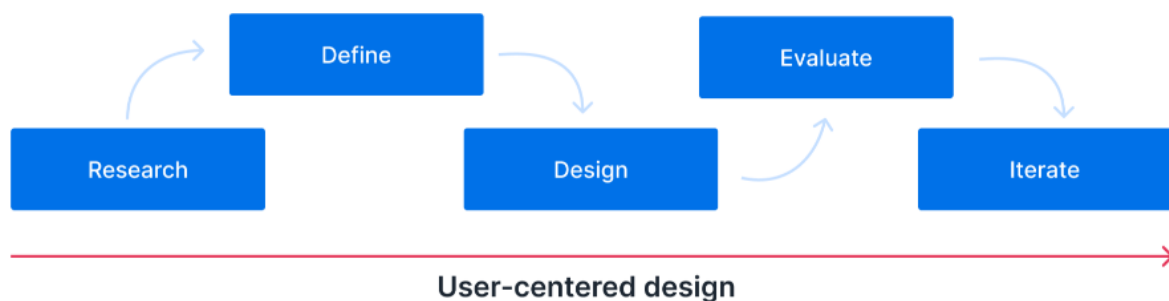 Research
Define
Design
Evaluate
Iterate
User-centered design